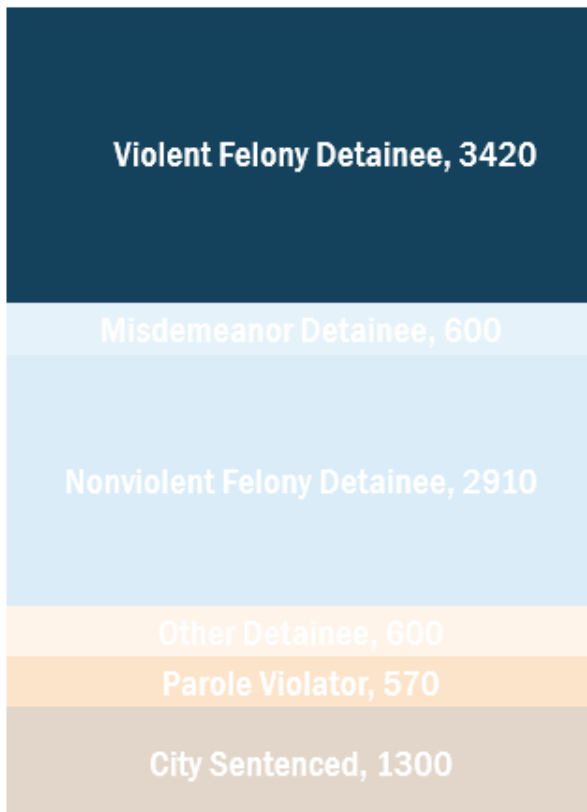 Violent Felony Detainee, 3420
Misdemeanor Detainee, 600
Nonviolent Felony Detainee, 2910
Other Detainee, 600
Parole Violator, 570
City Sentenced, 1300